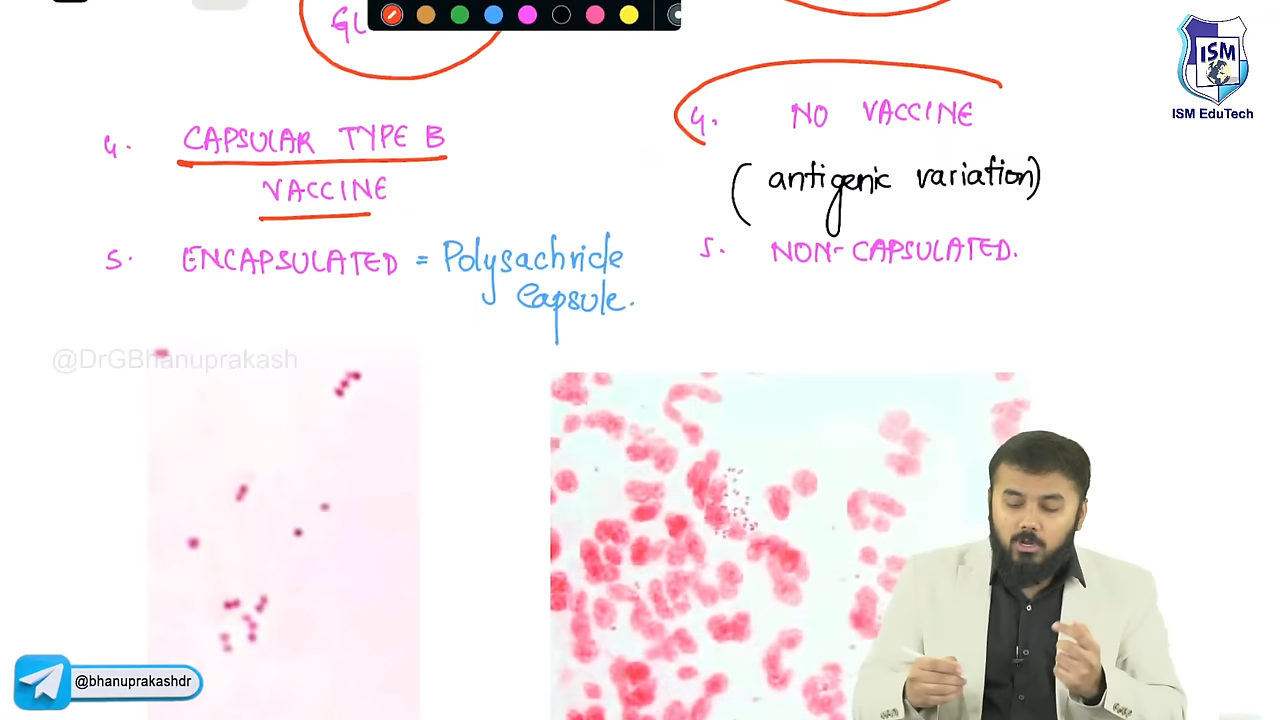 GL
ISM
ISM EduTech
4. CAPSULAR TYPE B
VACCINE
5. ENCAPSULATED = Polysachride
Capsule.
4. NO VACCINE
(antigenic variation)
5. NON-CAPSULATED.
@DrGBhanuprakash
@bhanuprakashdr